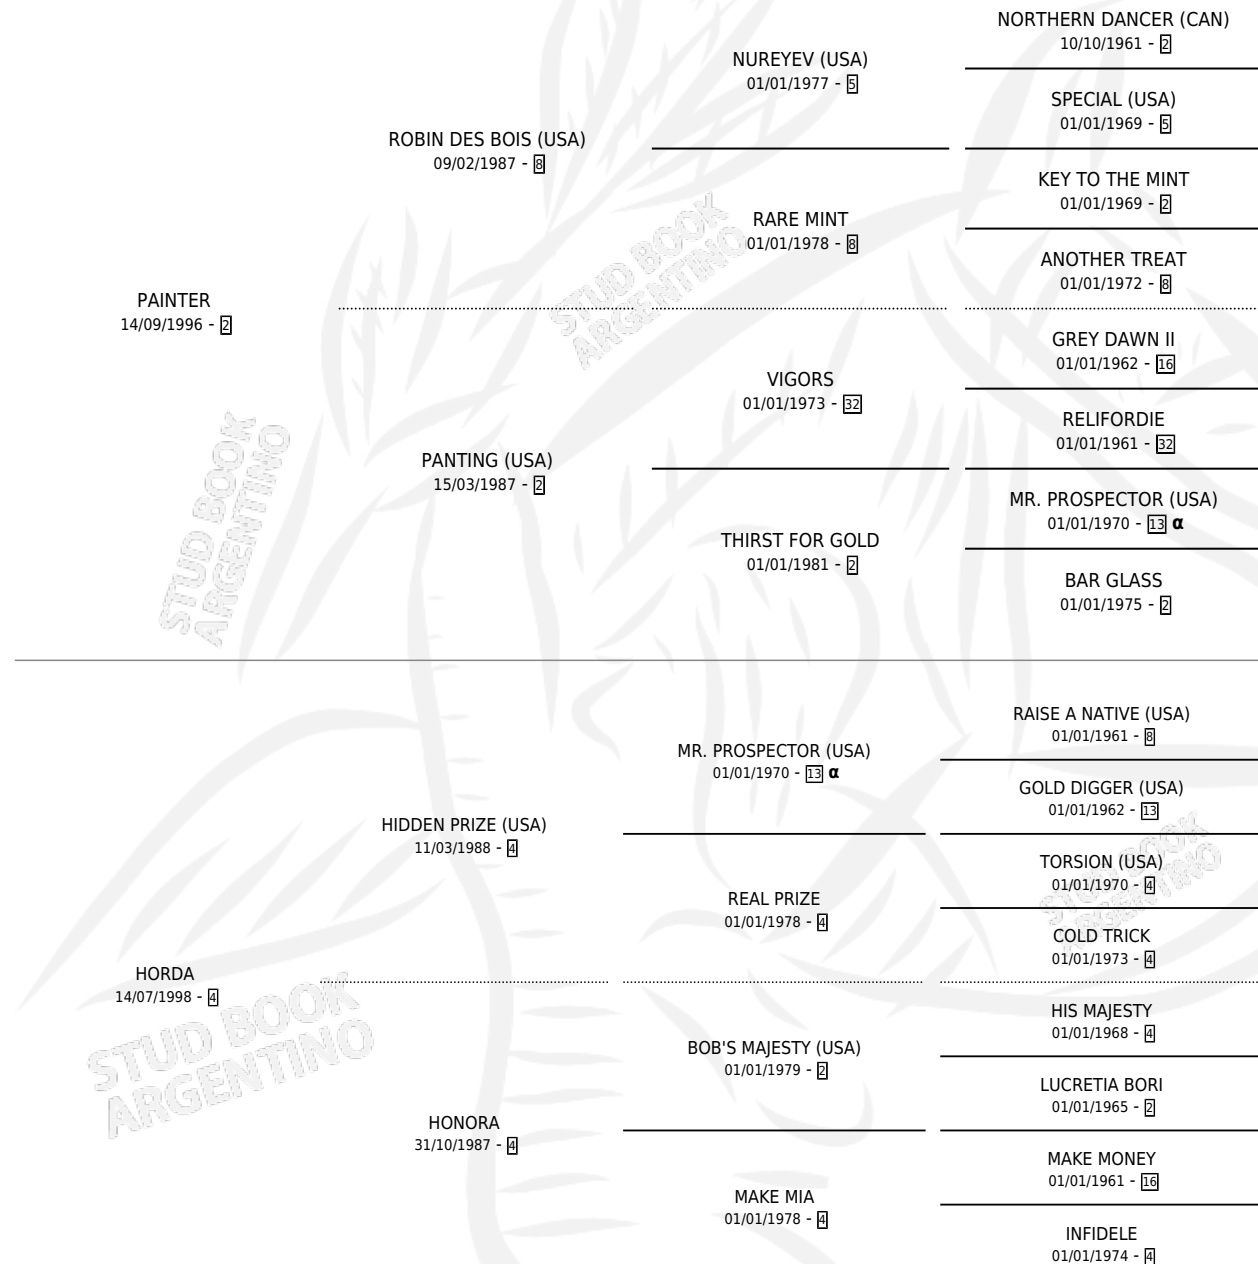 NORTHERN DANCER (CAN)
10/10/1961 - 2
NUREYEV (USA)
01/01/1977 - 5
SPECIAL (USA)
01/01/1969 - 5
ROBIN DES BOIS (USA)
09/02/1987 - 8
KEY TO THE MINT
01/01/1969 - 2
RARE MINT
01/01/1978 - 8
ANOTHER TREAT
01/01/1972 - 8
PAINTER
14/09/1996 - 2
GREY DAWN II
01/01/1962 - 16
VIGORS
01/01/1973 - 32
RELIFORDIE
01/01/1961 - 32
PANTING (USA)
15/03/1987 - 2
MR. PROSPECTOR (USA)
01/01/1970 - 13 α
THIRST FOR GOLD
01/01/1981 - 2
BAR GLASS
01/01/1975 - 2
RAISE A NATIVE (USA)
01/01/1961 - 8
MR. PROSPECTOR (USA)
01/01/1970 - 13 α
GOLD DIGGER (USA)
01/01/1962 - 13
HIDDEN PRIZE (USA)
11/03/1988 - 4
TORSION (USA)
01/01/1970 - 4
REAL PRIZE
01/01/1978 - 4
COLD TRICK
01/01/1973 - 4
HORDA
14/07/1998 - 4
HIS MAJESTY
01/01/1968 - 4
BOB'S MAJESTY (USA)
01/01/1979 - 2
LUCRETIA BORI
01/01/1965 - 2
HONORA
31/10/1987 - 4
MAKE MONEY
01/01/1961 - 16
MAKE MIA
01/01/1978 - 4
INFIDELE
01/01/1974 - 4
STUD BOOK
ARGENTINO
STUD BOOK
ARGENTINO
STUD BOOK
ARGENTINO
STUD BOOK
ARGENTINO